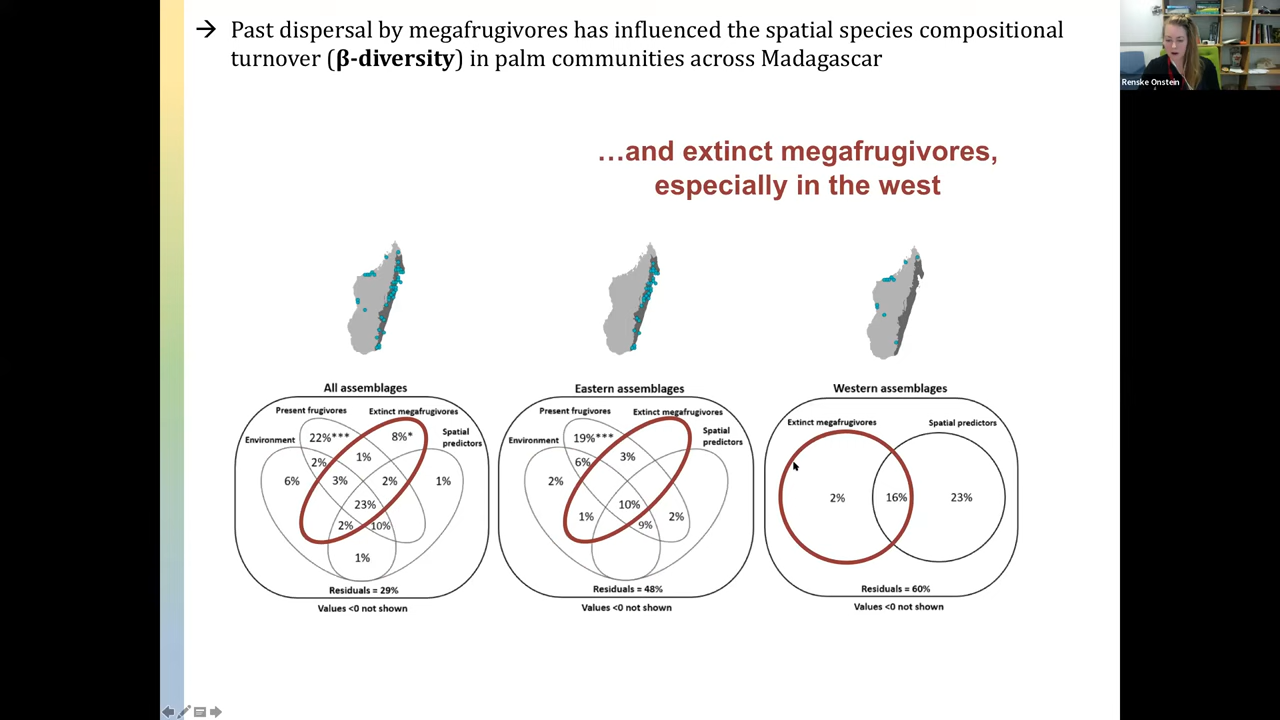 → Past dispersal by megafrugivores has influenced the spatial species compositional
turnover (β-diversity) in palm communities across Madagascar
Renske Onstein
…and extinct megafrugivores,
especially in the west
All assemblages
Present frugivores
Extinct megafrugivores
Environment
Spatial
predictors
22%***
8%*
2%
1%
6%
3%
2%
1%
23%
2%
10%
1%
Residuals = 29%
Values <0 not shown
Eastern assemblages
Present frugivores
Extinct megafrugivores
Environment
Spatial
predictors
19%***
6%
3%
2%
10%
1%
2%
9%
Residuals = 48%
Values <0 not shown
Western assemblages
Extinct megafrugivores
Spatial predictors
2%
16%
23%
Residuals = 60%
Values <0 not shown